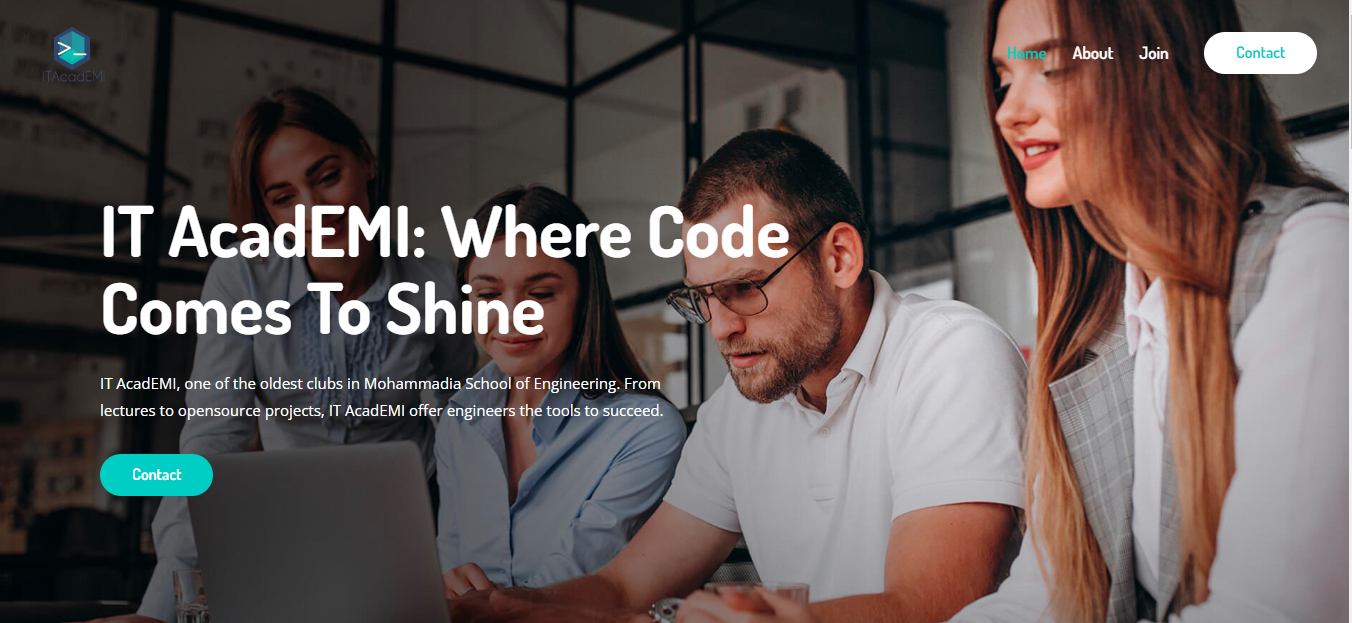 >_
ITAcadEMI
Home About Join Contact
IT AcadEMI: Where Code
Comes To Shine
IT AcadEMI, one of the oldest clubs in Mohammadia School of Engineering. From
lectures to opensource projects, IT AcadEMI offer engineers the tools to succeed.
Contact